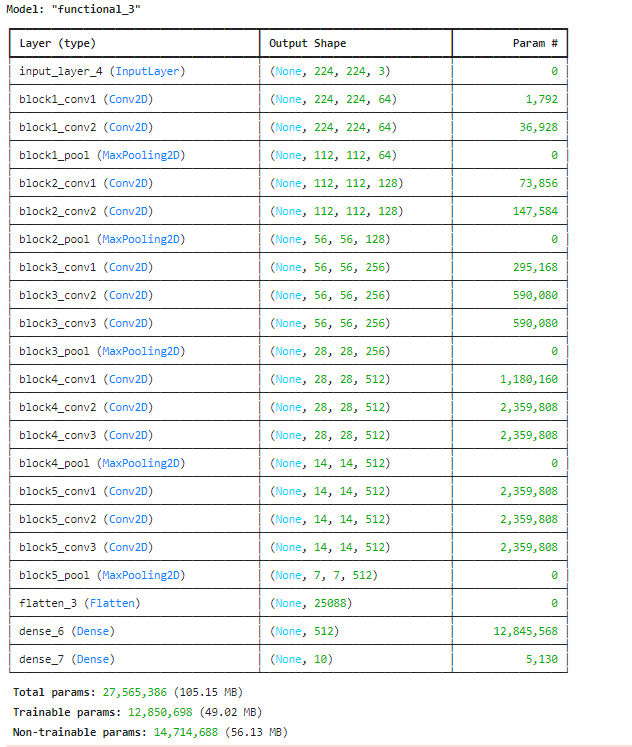 Model: "functional_3"
Layer (type) Output Shape Param #
input_layer_4 (InputLayer) (None, 224, 224, 3) 0
block1_conv1 (Conv2D) (None, 224, 224, 64) 1,792
block1_conv2 (Conv2D) (None, 224, 224, 64) 36,928
block1_pool (MaxPooling2D) (None, 112, 112, 64) 0
block2_conv1 (Conv2D) (None, 112, 112, 128) 73,856
block2_conv2 (Conv2D) (None, 112, 112, 128) 147,584
block2_pool (MaxPooling2D) (None, 56, 56, 128) 0
block3_conv1 (Conv2D) (None, 56, 56, 256) 295,168
block3_conv2 (Conv2D) (None, 56, 56, 256) 590,080
block3_conv3 (Conv2D) (None, 56, 56, 256) 590,080
block3_pool (MaxPooling2D) (None, 28, 28, 256) 0
block4_conv1 (Conv2D) (None, 28, 28, 512) 1,180,160
block4_conv2 (Conv2D) (None, 28, 28, 512) 2,359,808
block4_conv3 (Conv2D) (None, 28, 28, 512) 2,359,808
block4_pool (MaxPooling2D) (None, 14, 14, 512) 0
block5_conv1 (Conv2D) (None, 14, 14, 512) 2,359,808
block5_conv2 (Conv2D) (None, 14, 14, 512) 2,359,808
block5_conv3 (Conv2D) (None, 14, 14, 512) 2,359,808
block5_pool (MaxPooling2D) (None, 7, 7, 512) 0
flatten_3 (Flatten) (None, 25088) 0
dense_6 (Dense) (None, 512) 12,845,568
dense_7 (Dense) (None, 10) 5,130
Total params: 27,565,386 (105.15 MB)
Trainable params: 12,850,698 (49.02 MB)
Non-trainable params: 14,714,688 (56.13 MB)